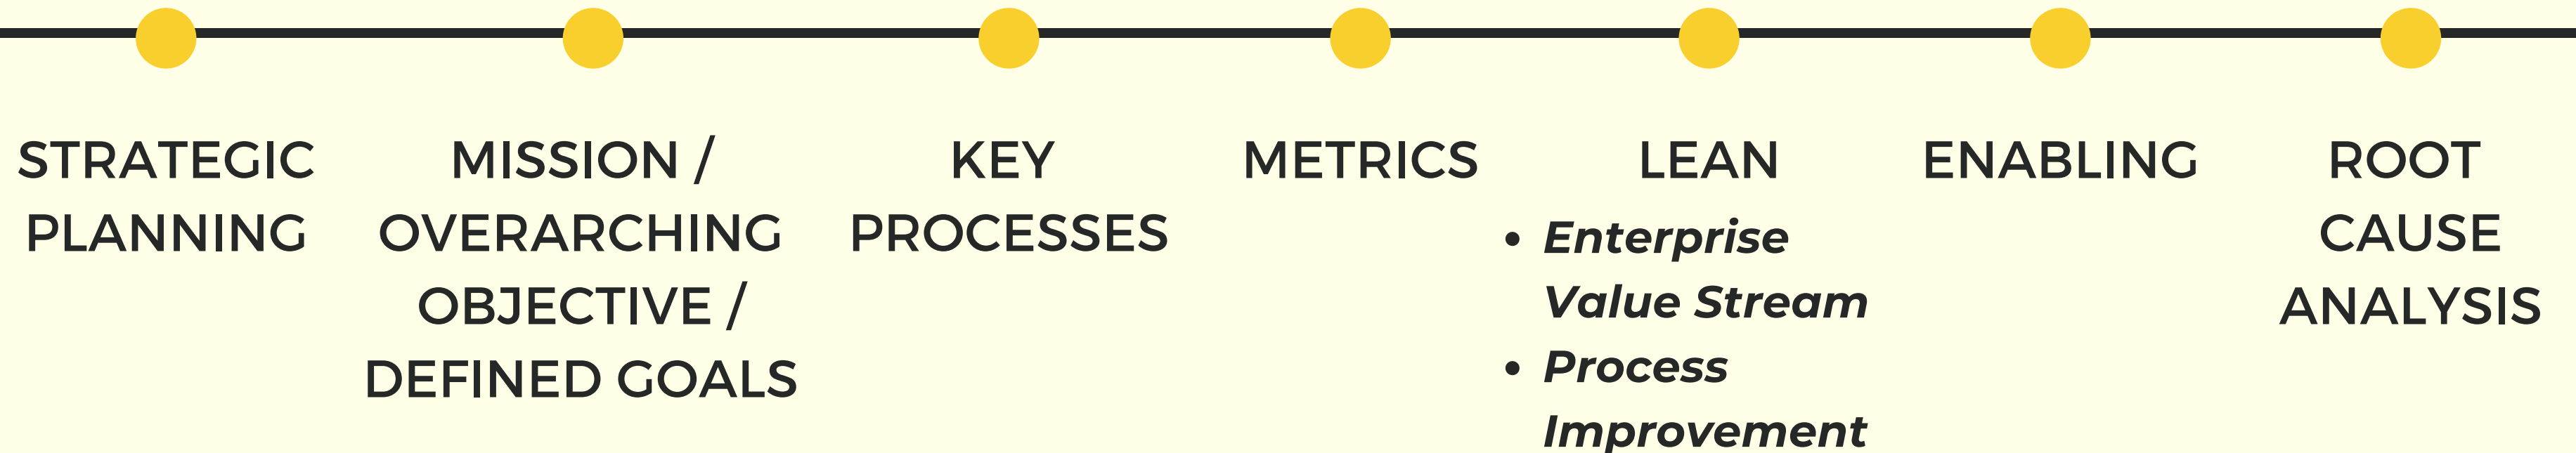 STRATEGIC
PLANNING
MISSION /
OVERARCHING
OBJECTIVE /
DEFINED GOALS
KEY
PROCESSES
METRICS
LEAN
• Enterprise
Value Stream
• Process
Improvement
ENABLING
ROOT
CAUSE
ANALYSIS